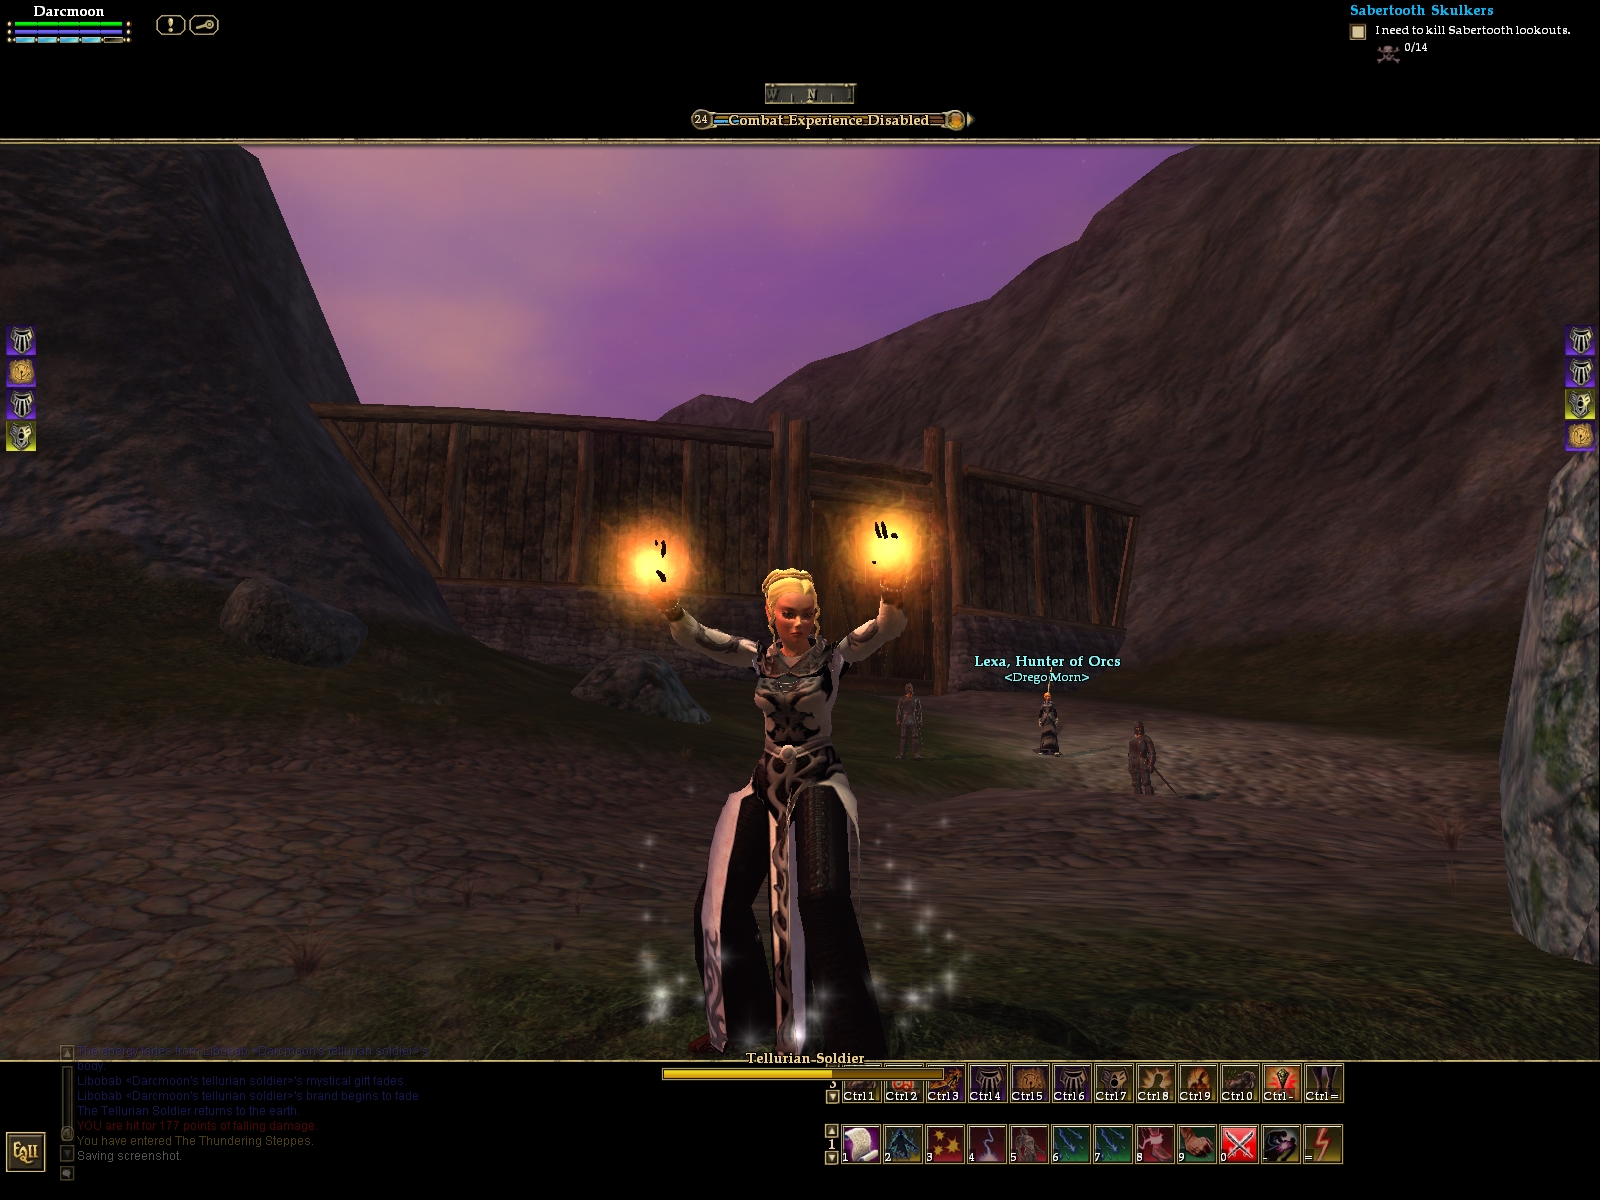 Darcmoon
Sabertooth Skulkers
I need to kill Sabertooth lookouts.
0/14
W N
24 Combat Experience Disabled
Lexa, Hunter of Orcs
<Drego Morn>
body.
Libobab <Darcmoon's tellurian soldier>'s mystical gift fades.
Libobab <Darcmoon's tellurian soldier>'s brand begins to fade
The Tellurian Soldier returns to the earth.
YOU are hit for 177 points of falling damage.
You have entered The Thundering Steppes.
Saving screenshot.
EQII
Tellurian Soldier
3 Ctrl1 Ctrl2 Ctrl3 Ctrl4 Ctrl5 Ctrl6 Ctrl7 Ctrl8 Ctrl9 Ctrl0 Ctrl- Ctrl=
1 1 2 3 4 5 6 7 8 9 0 - =